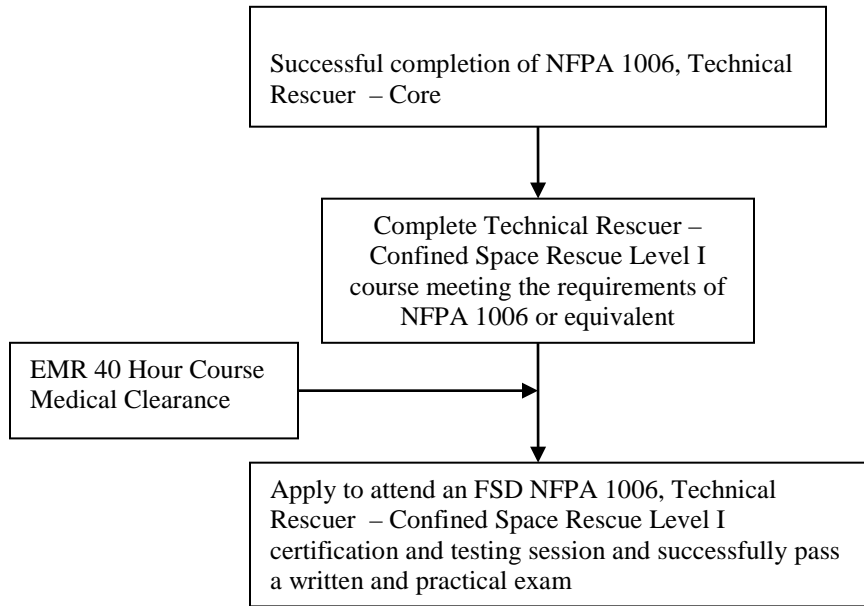 Successful completion of NFPA 1006, Technical
Rescuer – Core
Complete Technical Rescuer –
Confined Space Rescue Level I
course meeting the requirements of
NFPA 1006 or equivalent
EMR 40 Hour Course
Medical Clearance
Apply to attend an FSD NFPA 1006, Technical
Rescuer – Confined Space Rescue Level I
certification and testing session and successfully pass
a written and practical exam